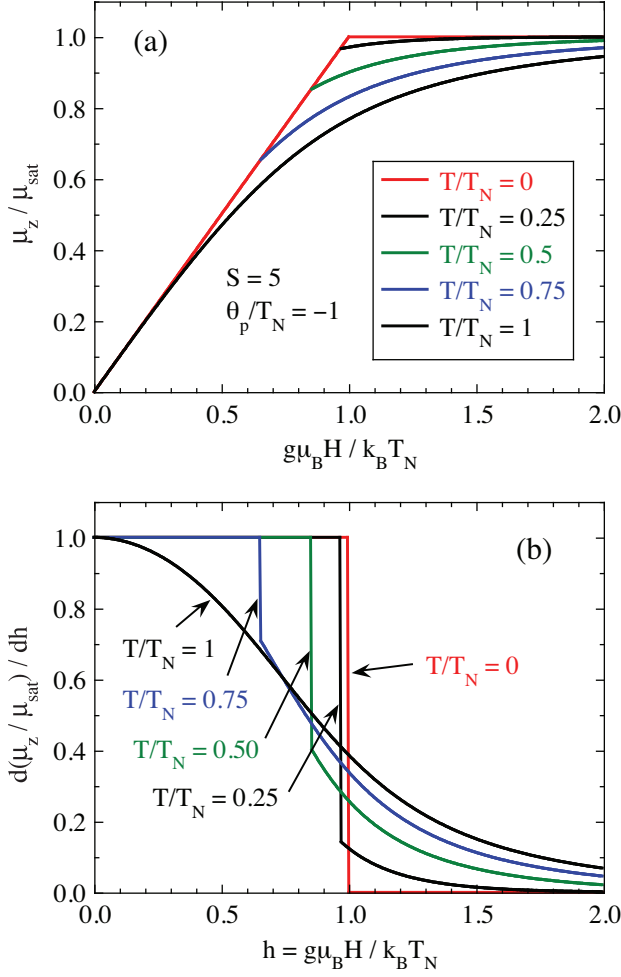 (a)
1.0
0.8
0.6
0.4
0.2
0.0
μz / μsat
T/TN = 0
T/TN = 0.25
T/TN = 0.5
T/TN = 0.75
T/TN = 1
S = 5
θp/TN = −1
0.0 0.5 1.0 1.5 2.0
gμBH / kBTN
(b)
1.0
0.8
0.6
0.4
0.2
0.0
d(μz / μsat) / dh
T/TN = 1
T/TN = 0
T/TN = 0.75
T/TN = 0.50
T/TN = 0.25
0.0 0.5 1.0 1.5 2.0
h = gμBH / kBTN